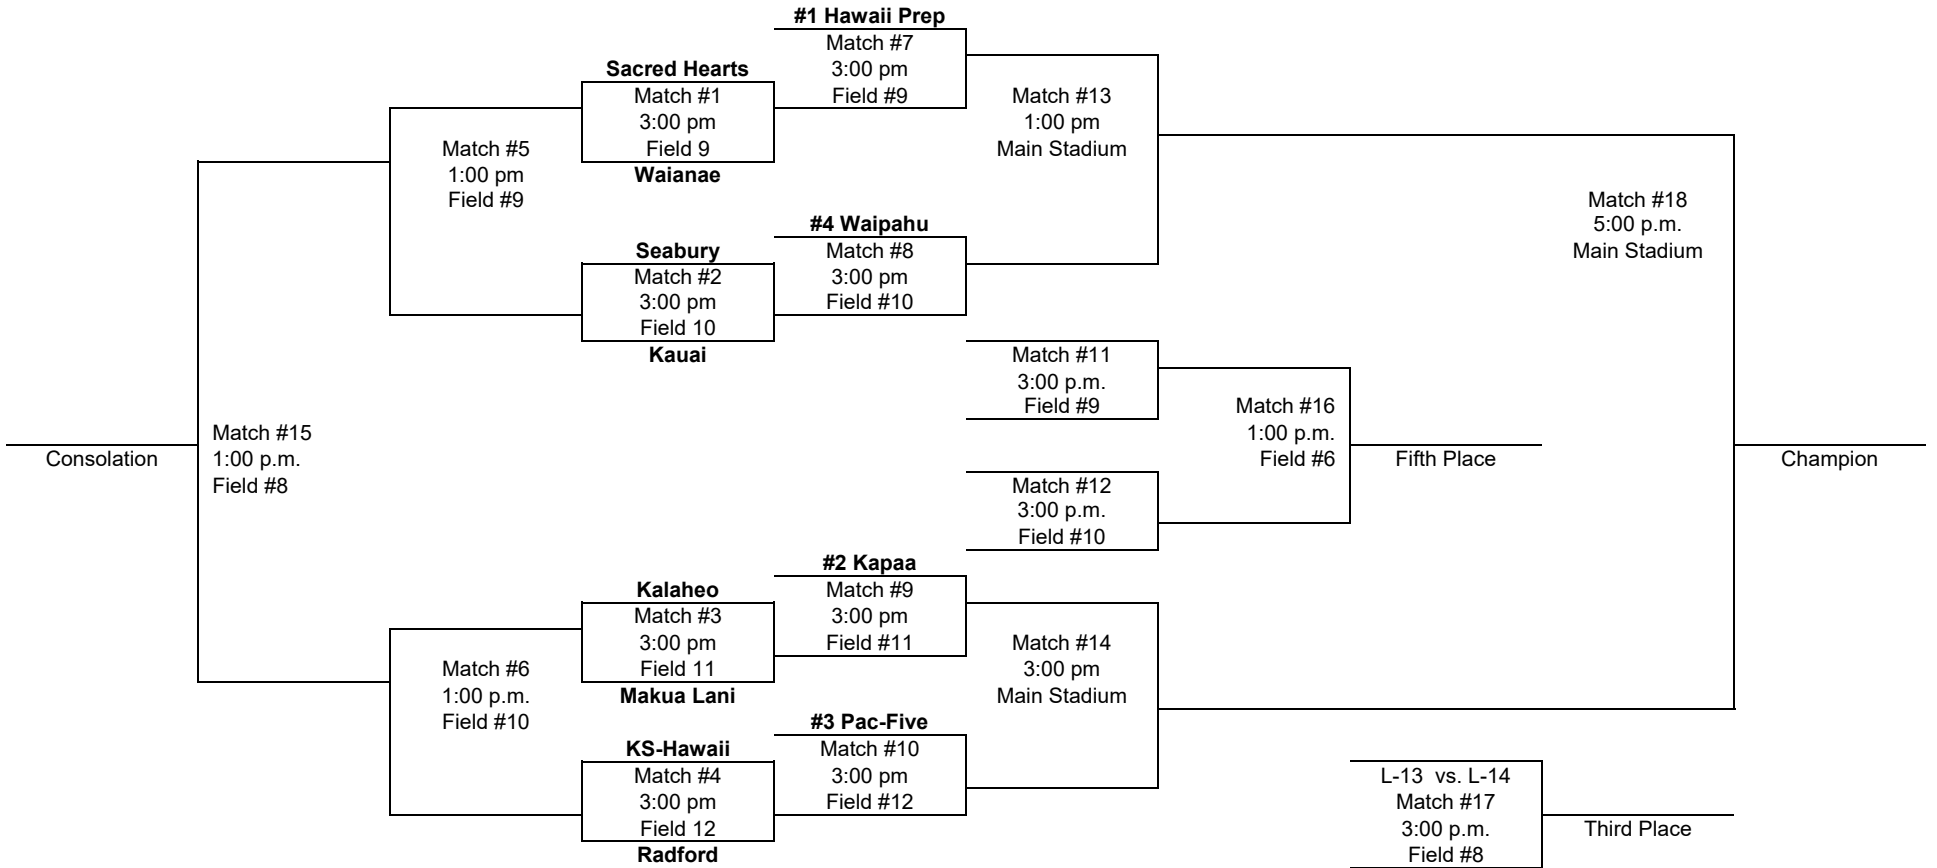 #1 Hawaii Prep
Match #7
3:00 pm
Field #9
Sacred Hearts
Match #1
3:00 pm
Field 9
Waianae
Match #13
1:00 pm
Main Stadium
Match #5
1:00 pm
Field #9
#4 Waipahu
Match #8
3:00 pm
Field #10
Seabury
Match #2
3:00 pm
Field 10
Kauai
Match #18
5:00 p.m.
Main Stadium
Match #11
3:00 p.m.
Field #9
Match #16
1:00 p.m.
Field #6
Fifth Place
Match #12
3:00 p.m.
Field #10
Champion
Consolation
Match #15
1:00 p.m.
Field #8
#2 Kapaa
Match #9
3:00 pm
Field #11
Kalaheo
Match #3
3:00 pm
Field 11
Makua Lani
Match #14
3:00 pm
Main Stadium
Match #6
1:00 p.m.
Field #10
#3 Pac-Five
Match #10
3:00 pm
Field #12
KS-Hawaii
Match #4
3:00 pm
Field 12
Radford
L-13 vs. L-14
Match #17
3:00 p.m.
Field #8
Third Place